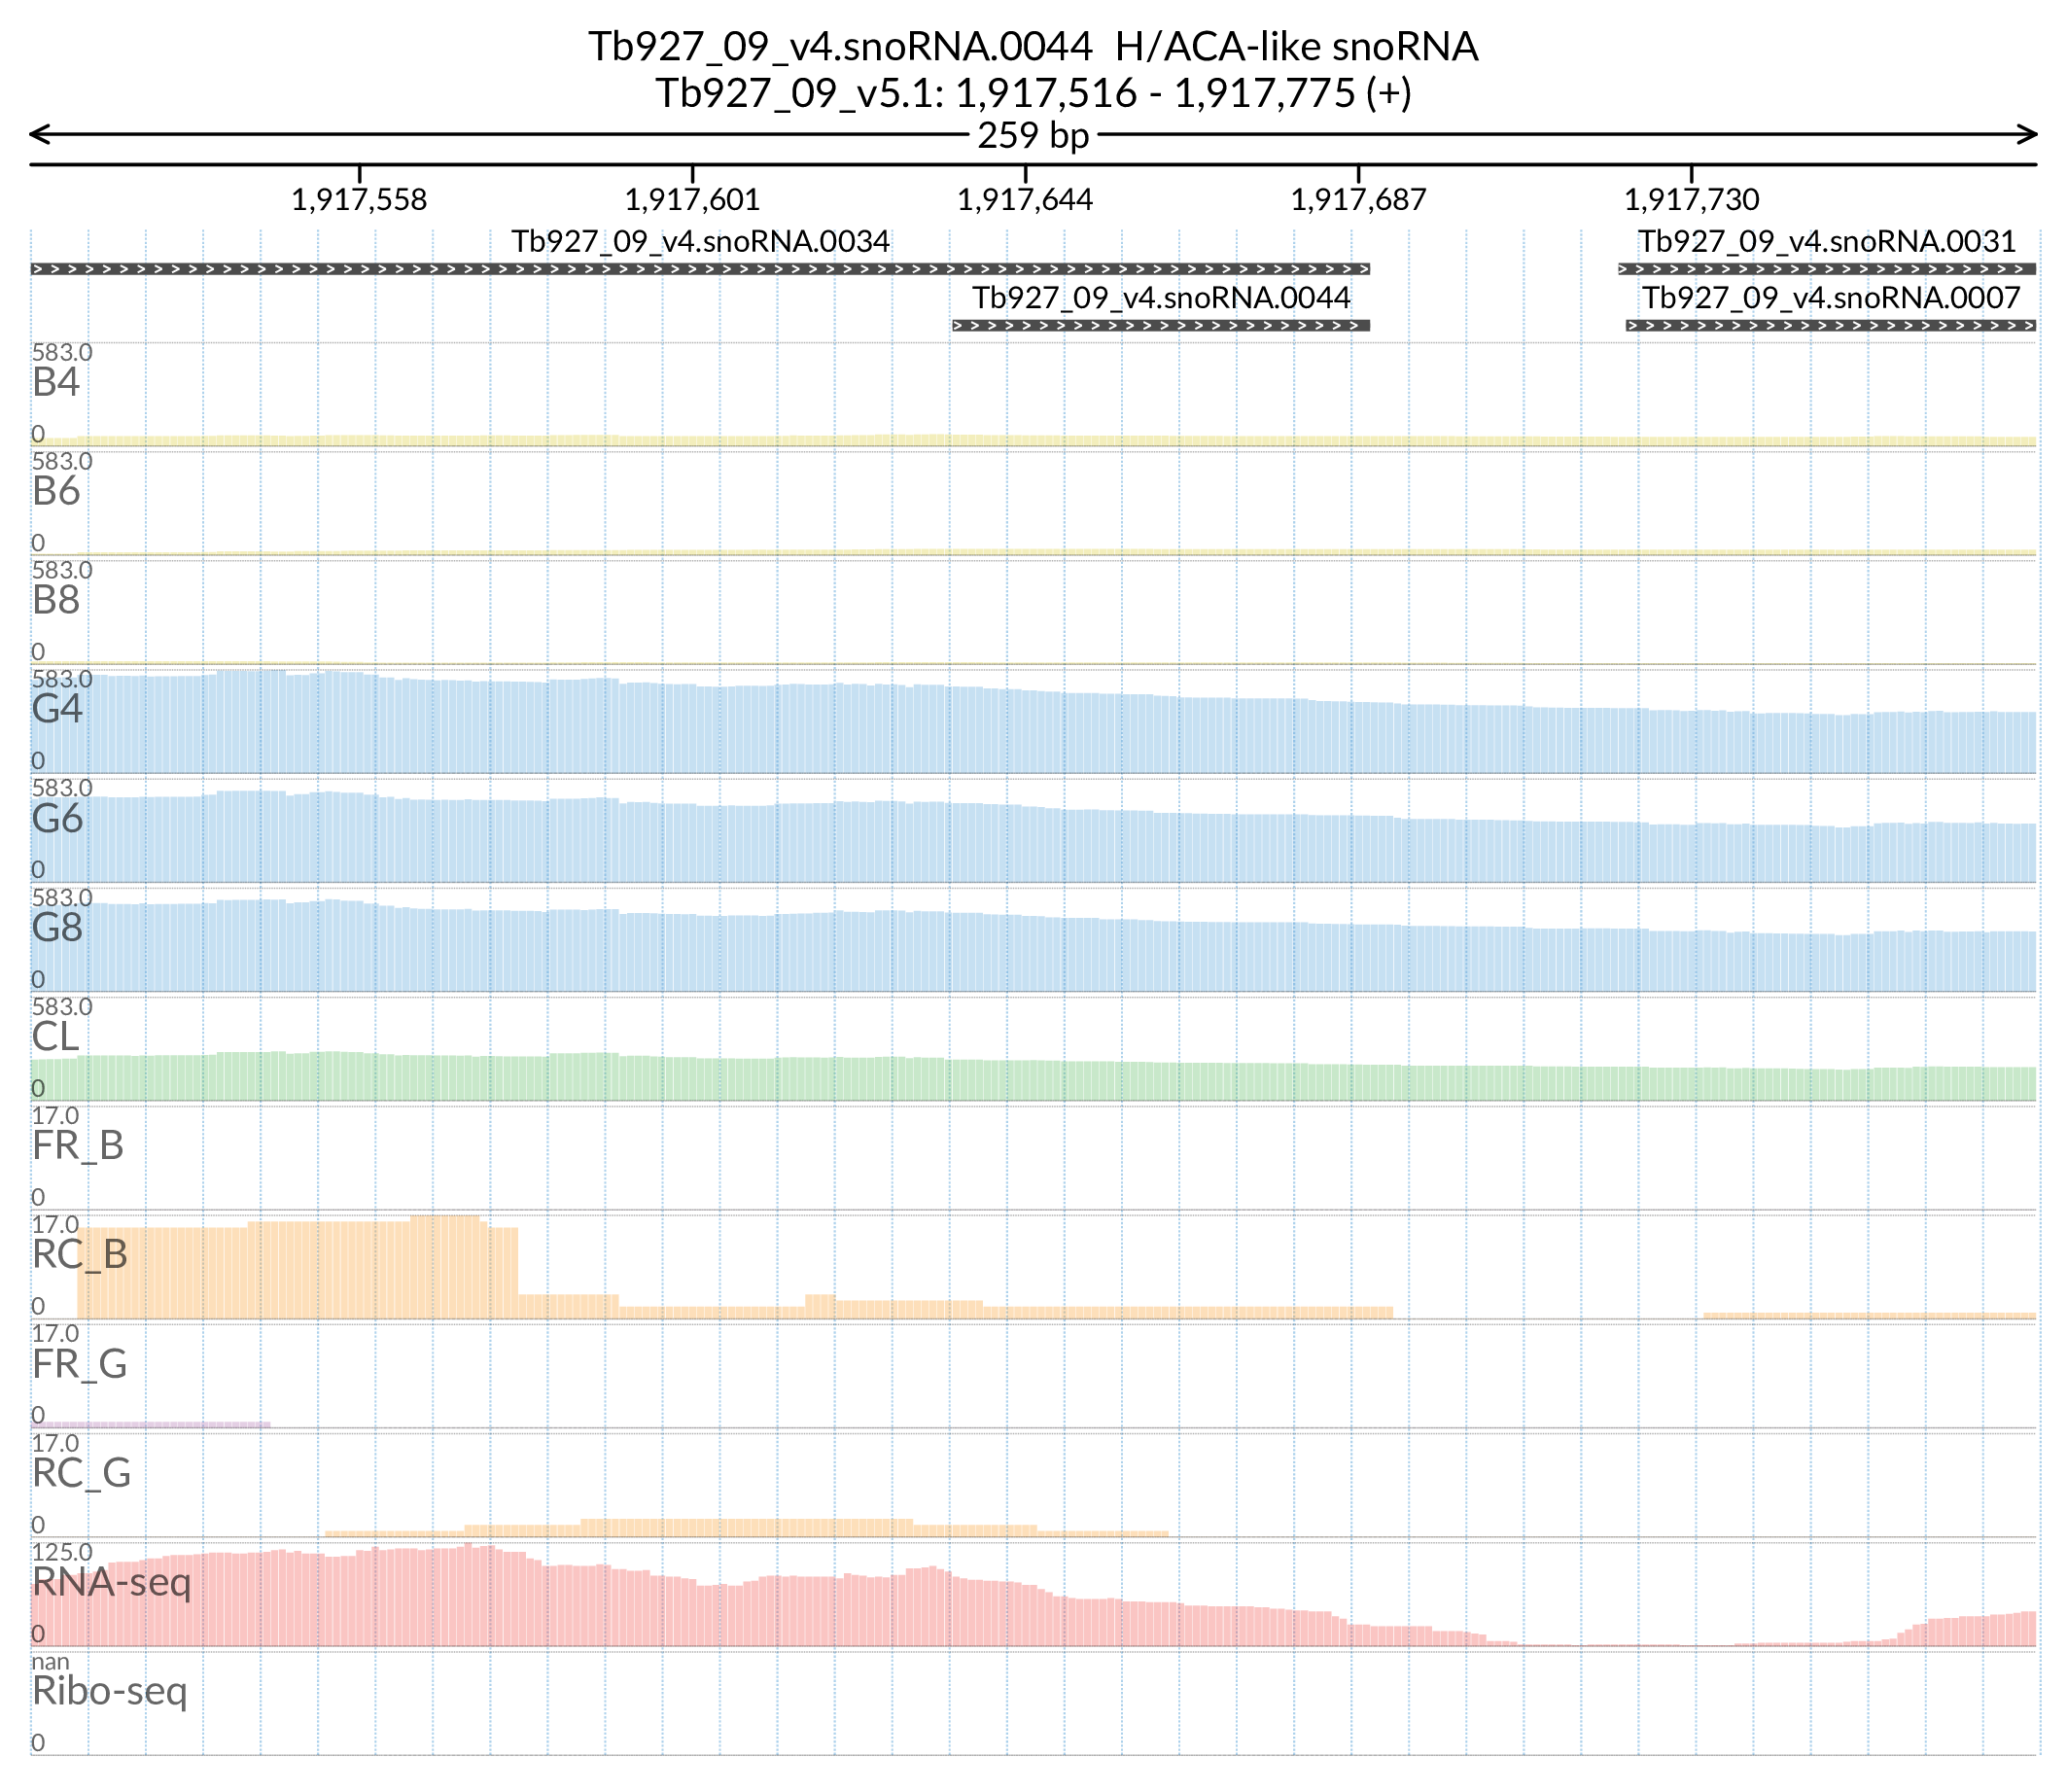 Tb927_09_v4.snoRNA.0044  H/ACA-like snoRNA
Tb927_09_v5.1: 1,917,516 - 1,917,775 (+)
259 bp
1,917,558 1,917,601 1,917,644 1,917,687 1,917,730
Tb927_09_v4.snoRNA.0034 Tb927_09_v4.snoRNA.0031
Tb927_09_v4.snoRNA.0044 Tb927_09_v4.snoRNA.0007
583.0
B4
0
583.0
B6
0
583.0
B8
0
583.0
G4
0
583.0
G6
0
583.0
G8
0
583.0
CL
0
17.0
FR_B
0
17.0
RC_B
0
17.0
FR_G
0
17.0
RC_G
0
125.0
RNA-seq
0
nan
Ribo-seq
0